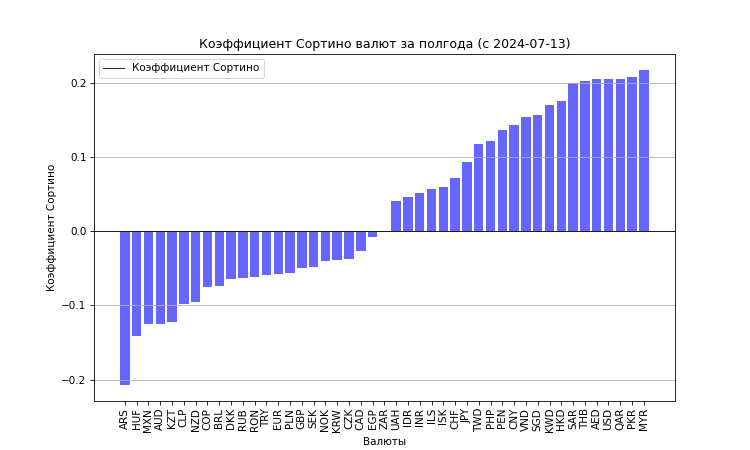 Коэффициент Сортино валют за полгода (с 2024-07-13)
Коэффициент Сортино
0.2
0.1
0.0
−0.1
−0.2
Коэффициент Сортино
ARS
HUF
MXN
AUD
KZT
CLP
NZD
COP
BRL
DKK
RUB
RON
TRY
EUR
PLN
GBP
SEK
NOK
KRW
CZK
CAD
EGP
ZAR
UAH
IDR
INR
ILS
ISK
CHF
JPY
TWD
PHP
PEN
CNY
VND
SGD
KWD
HKD
SAR
THB
AED
USD
QAR
PKR
MYR
Валюты